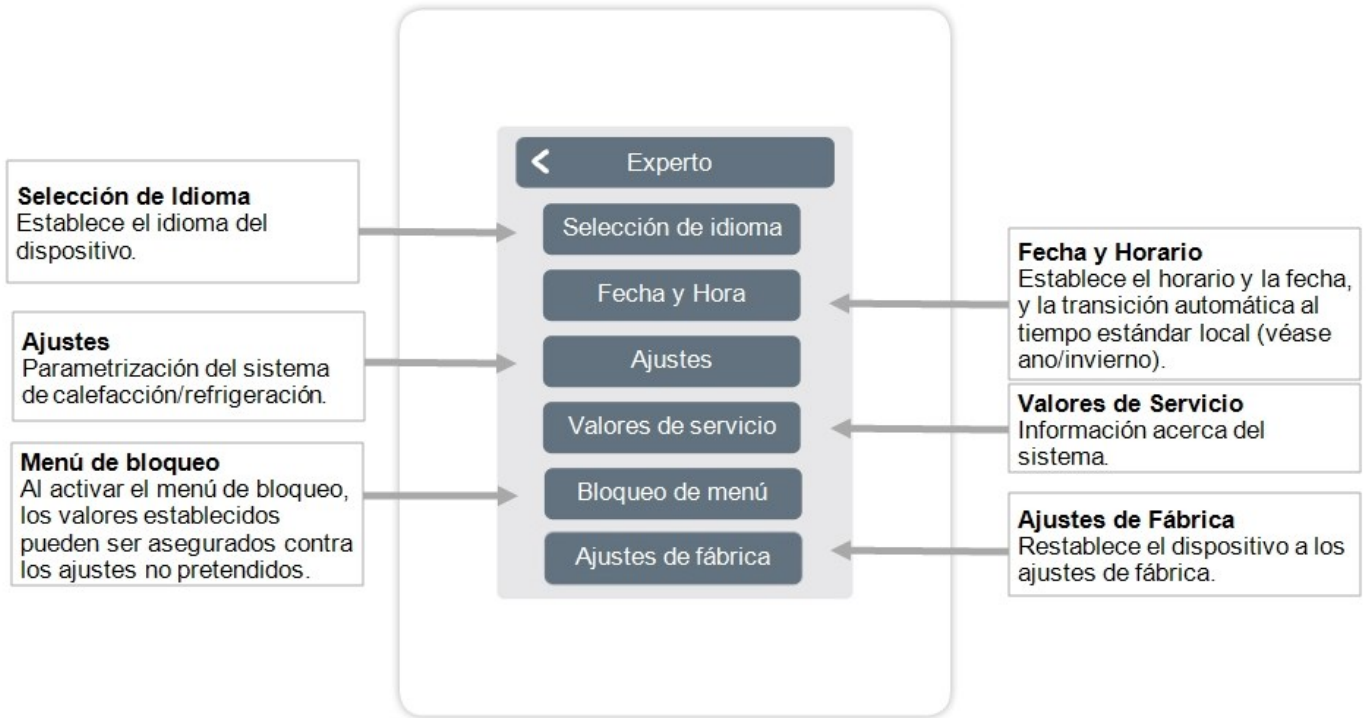 Experto
Selección de idioma
Fecha y Hora
Ajustes
Valores de servicio
Bloqueo de menú
Ajustes de fábrica
Selección de Idioma
Establece el idioma del
dispositivo.
Ajustes
Parametrización del sistema
de calefacción/refrigeración.
Menú de bloqueo
Al activar el menú de bloqueo,
los valores establecidos
pueden ser asegurados contra
los ajustes no pretendidos.
Fecha y Horario
Establece el horario y la fecha,
y la transición automática al
tiempo estándar local (véase
ano/invierno).
Valores de Servicio
Información acerca del
sistema.
Ajustes de Fábrica
Restablece el dispositivo a los
ajustes de fábrica.